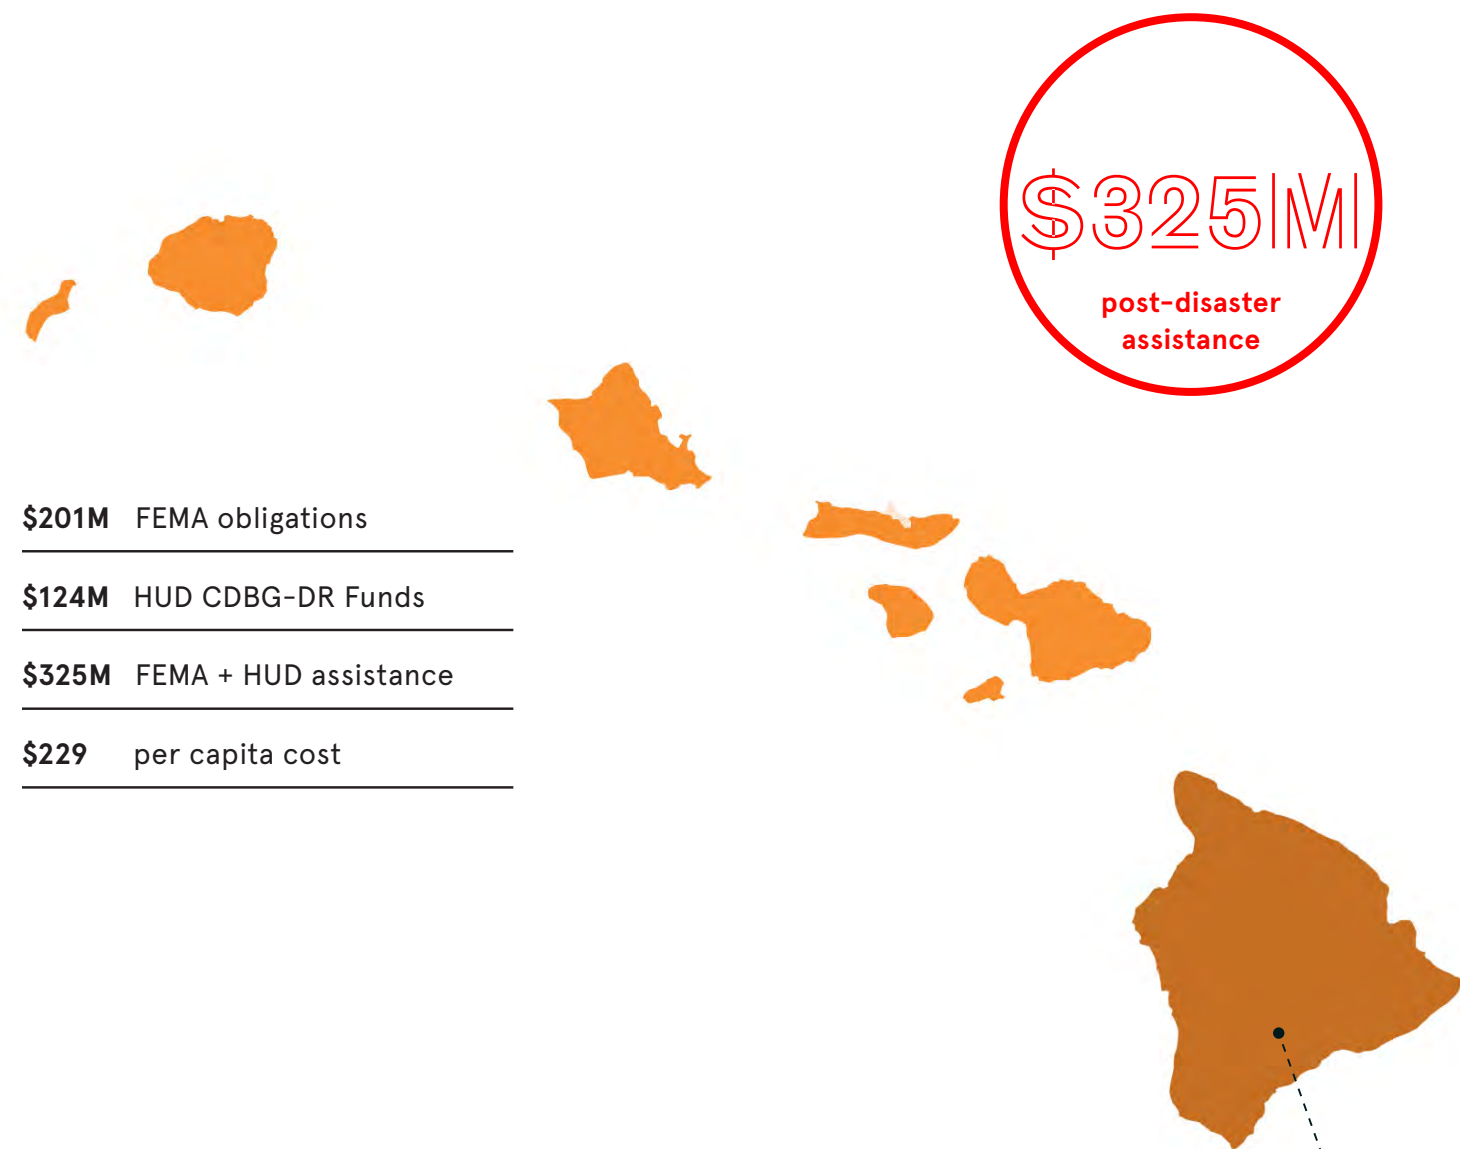 $325M
post-disaster
assistance
$201M FEMA obligations
$124M HUD CDBG-DR Funds
$325M FEMA + HUD assistance
$229 per capita cost